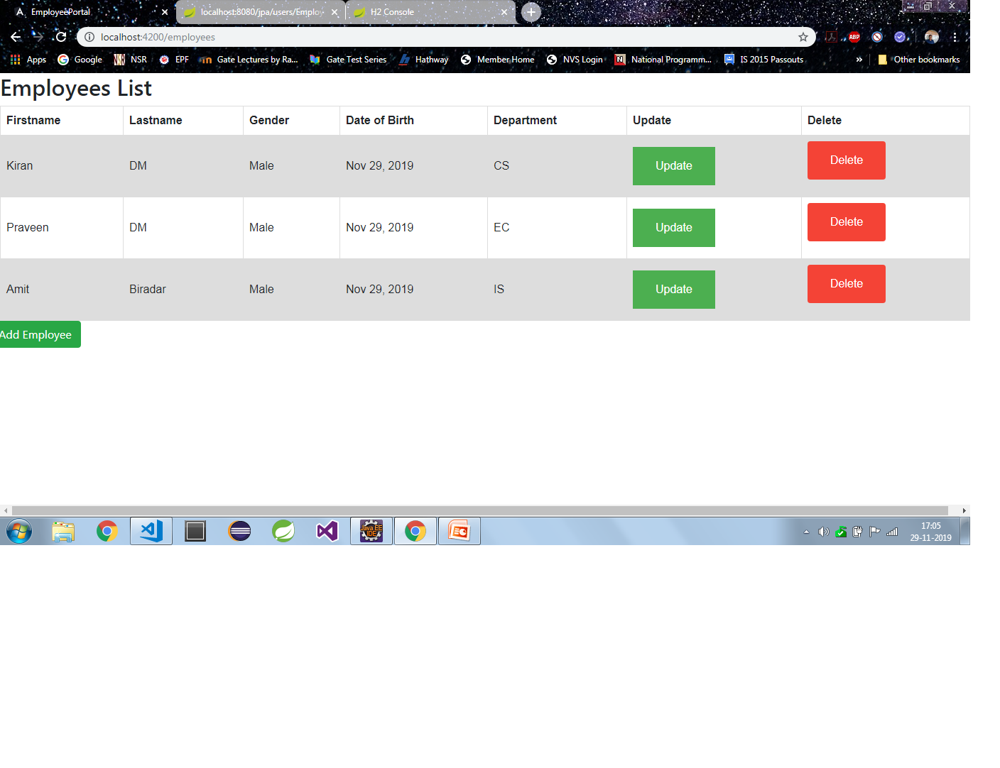 EmployeePortal localhost:8080/jpa/users/Employ H2 Console
localhost:4200/employees ABP
Apps Google NSR EPF Gate Lectures by Ra... Gate Test Series Hathway Member Home NVS Login National Programm... IS 2015 Passouts » Other bookmarks
Employees List
Firstname Lastname Gender Date of Birth Department Update Delete
Kiran DM Male Nov 29, 2019 CS Update Delete
Praveen DM Male Nov 29, 2019 EC Update Delete
Amit Biradar Male Nov 29, 2019 IS Update Delete
Add Employee
Java EE
IDE
17:05
29-11-2019